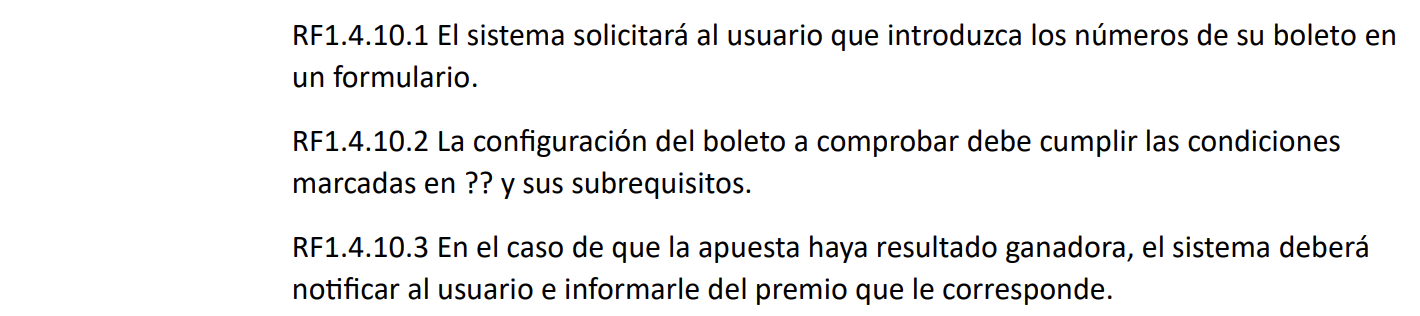 RF1.4.10.1 El sistema solicitará al usuario que introduzca los números de su boleto en
un formulario.
RF1.4.10.2 La configuración del boleto a comprobar debe cumplir las condiciones
marcadas en ?? y sus subrequisitos.
RF1.4.10.3 En el caso de que la apuesta haya resultado ganadora, el sistema deberá
notificar al usuario e informarle del premio que le corresponde.